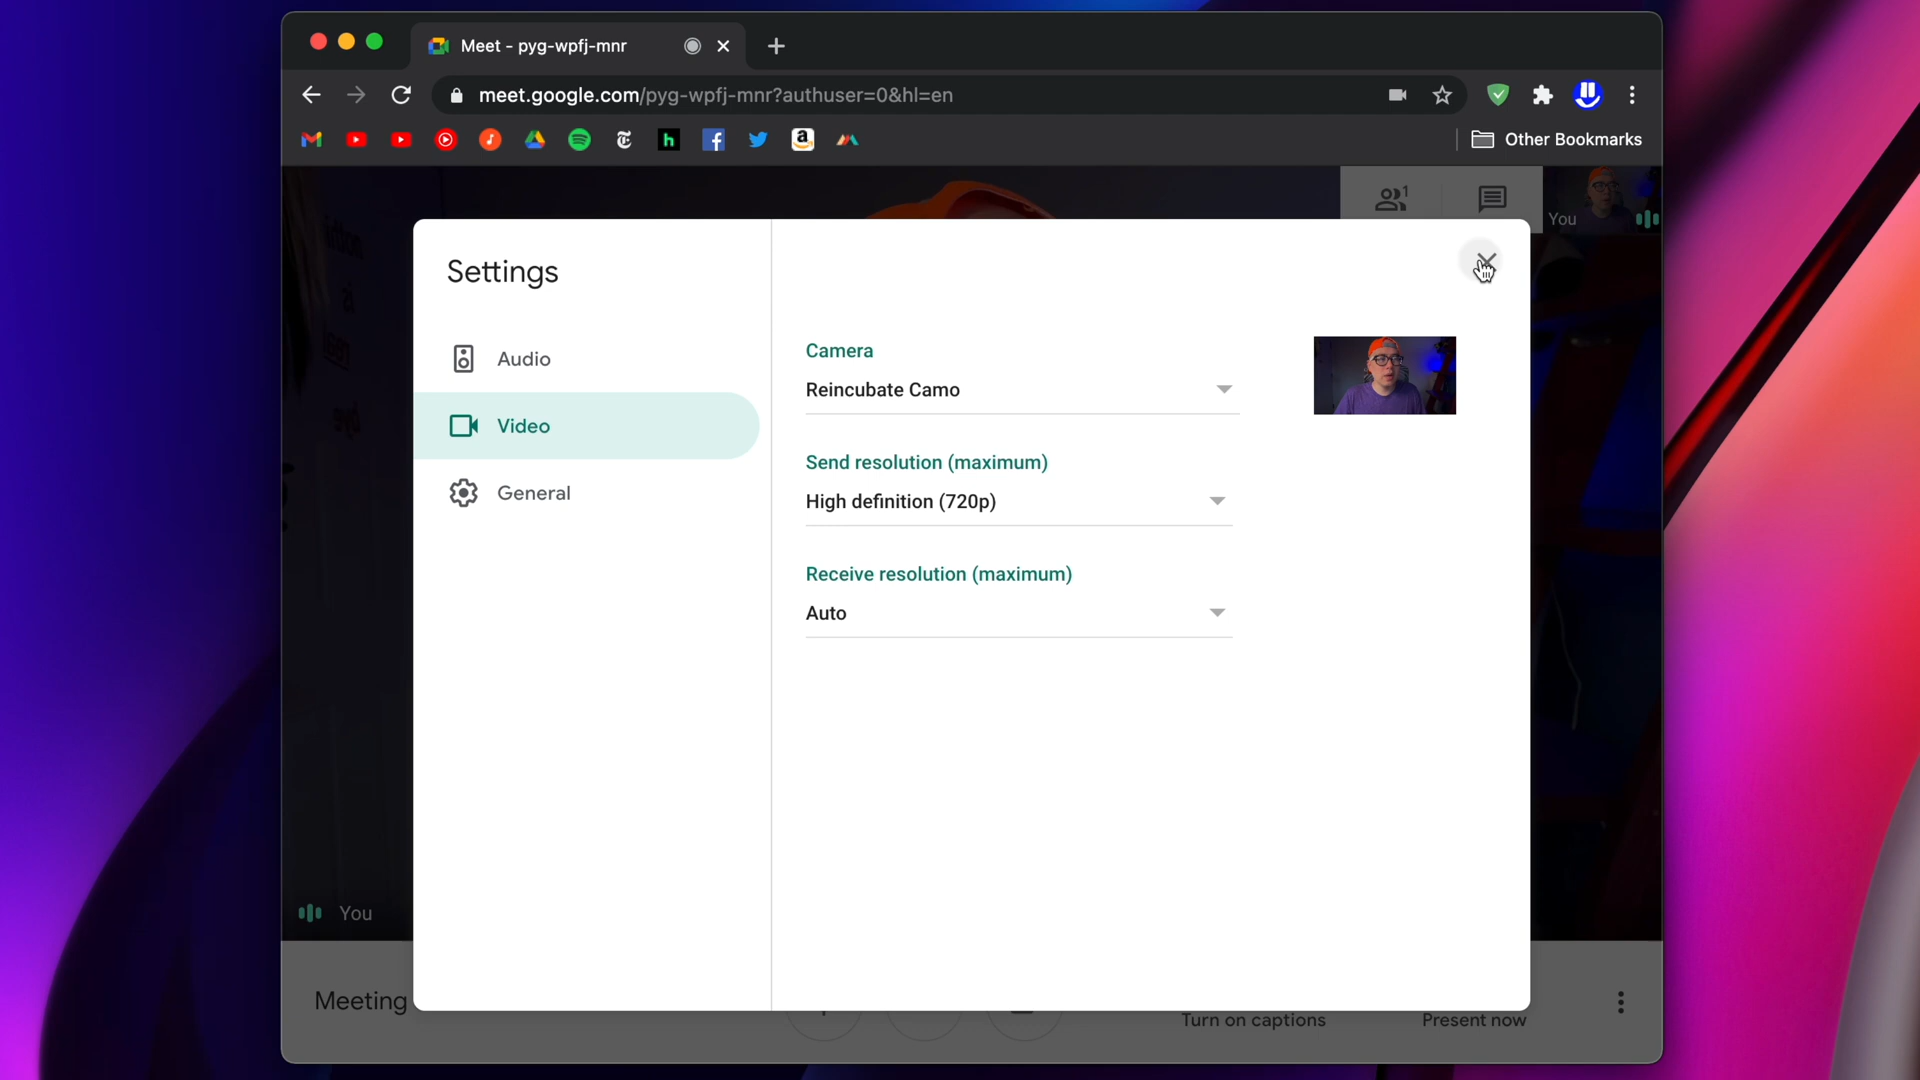 Meet - pyg-wpfj-mnr
meet.google.com/pyg-wpfj-mnr?authuser=0&hl=en
Other Bookmarks
1
You
Settings
Audio
Video
General
Camera
Reincubate Camo
Send resolution (maximum)
High definition (720p)
Receive resolution (maximum)
Auto
You
Meeting
Turn on captions
Present now